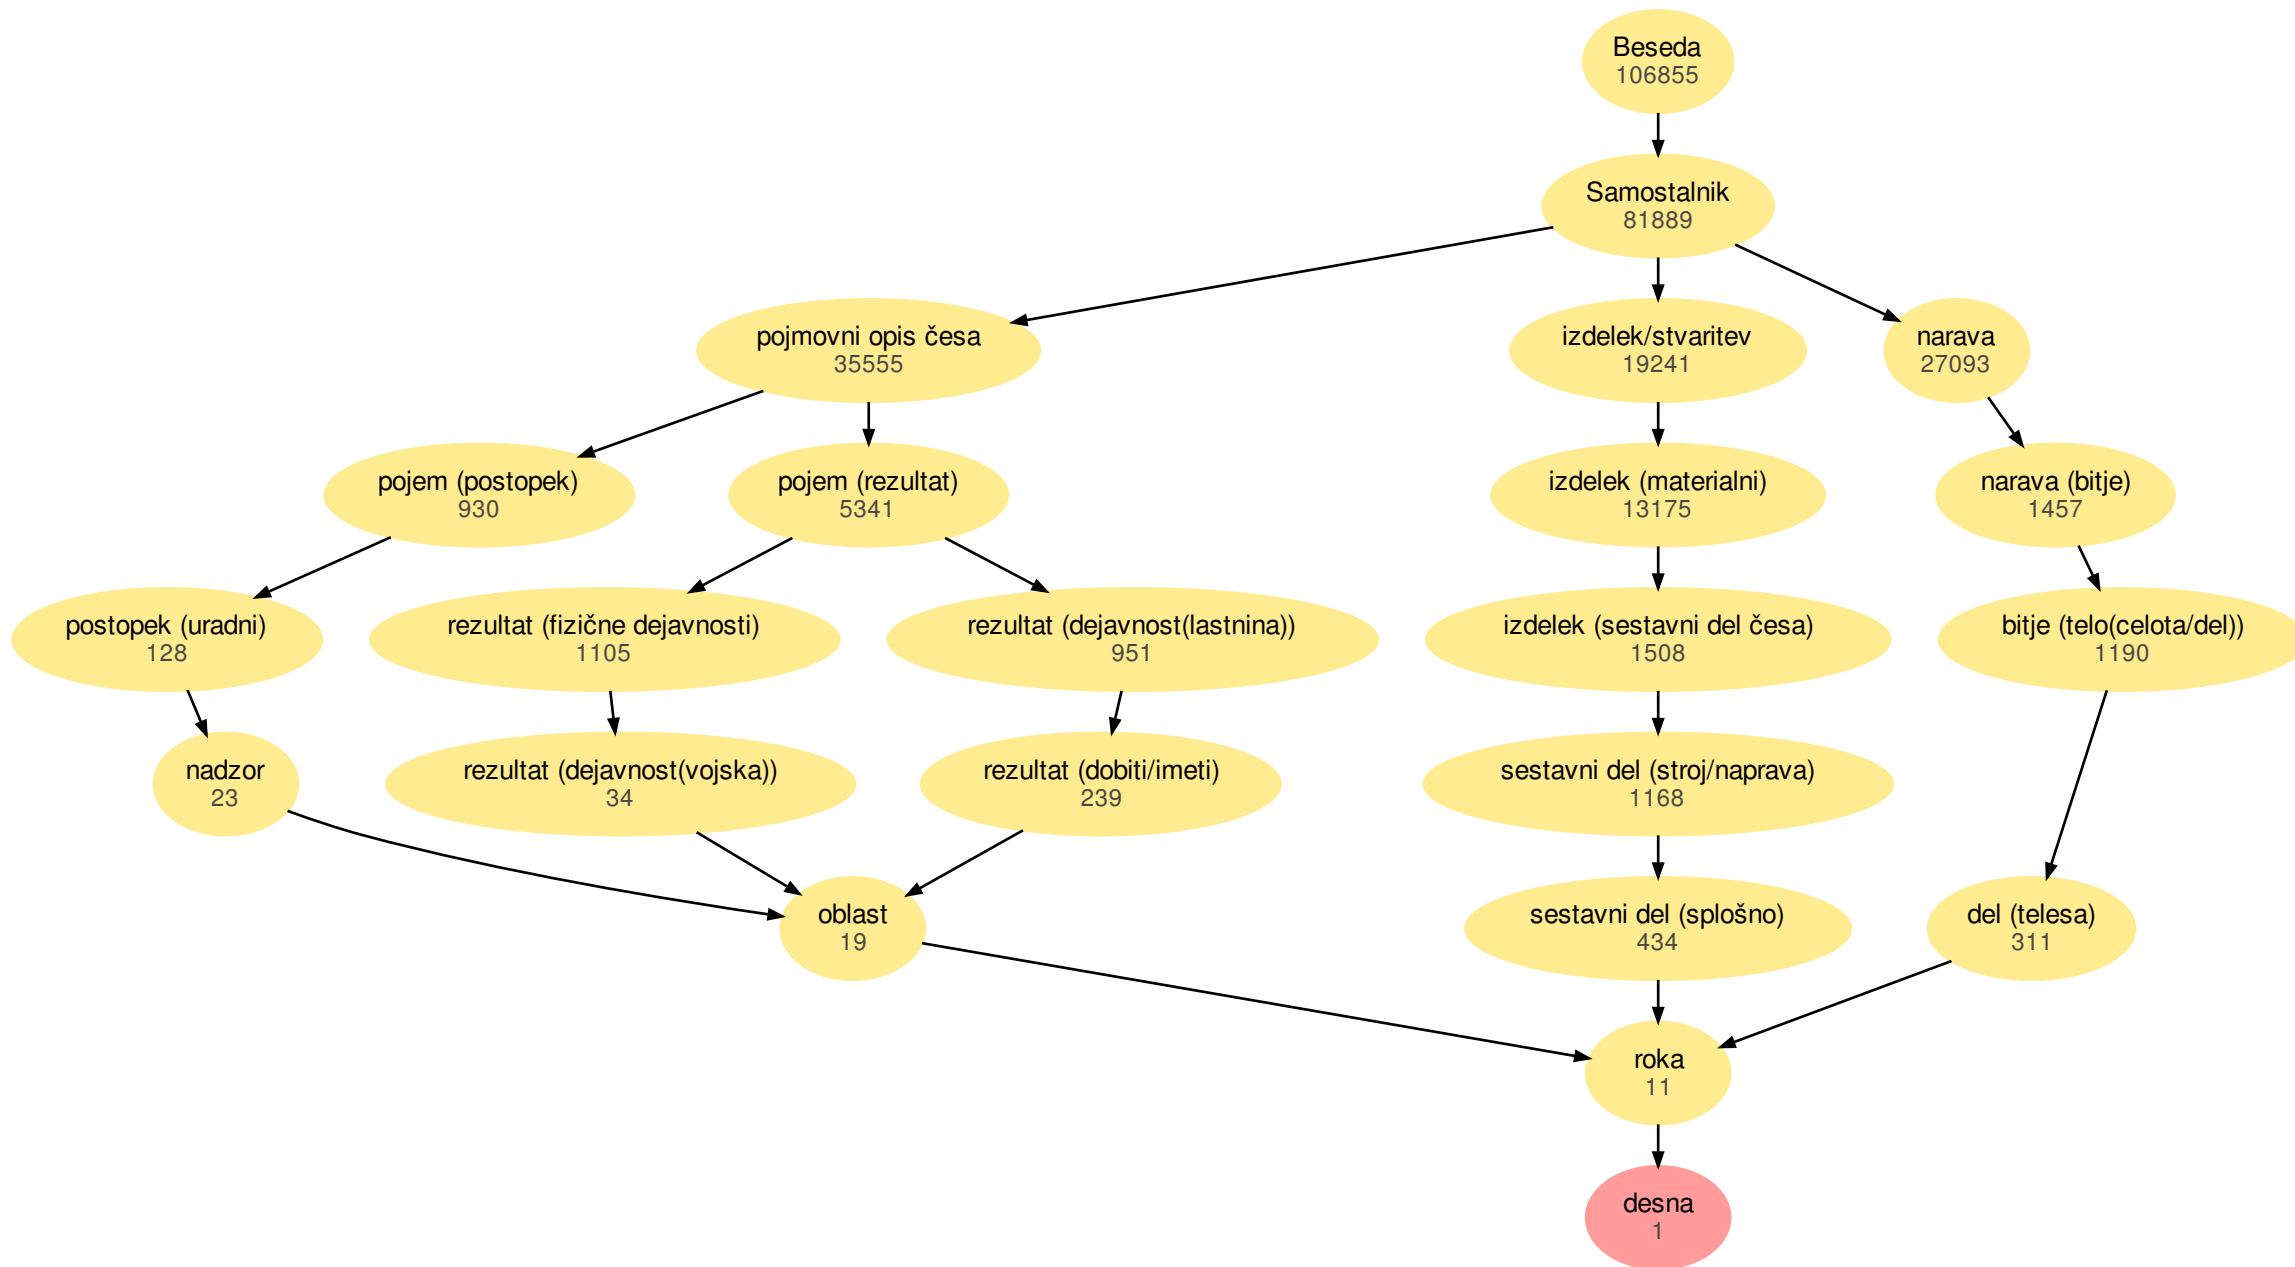 Beseda
106855
Samostalnik
81889
pojmovni opis česa
35555
izdelek/stvaritev
19241
narava
27093
pojem (postopek)
930
pojem (rezultat)
5341
izdelek (materialni)
13175
narava (bitje)
1457
postopek (uradni)
128
rezultat (fizične dejavnosti)
1105
rezultat (dejavnost(lastnina))
951
izdelek (sestavni del česa)
1508
bitje (telo(celota/del))
1190
nadzor
23
rezultat (dejavnost(vojska))
34
rezultat (dobiti/imeti)
239
sestavni del (stroj/naprava)
1168
oblast
19
sestavni del (splošno)
434
del (telesa)
311
roka
11
desna
1